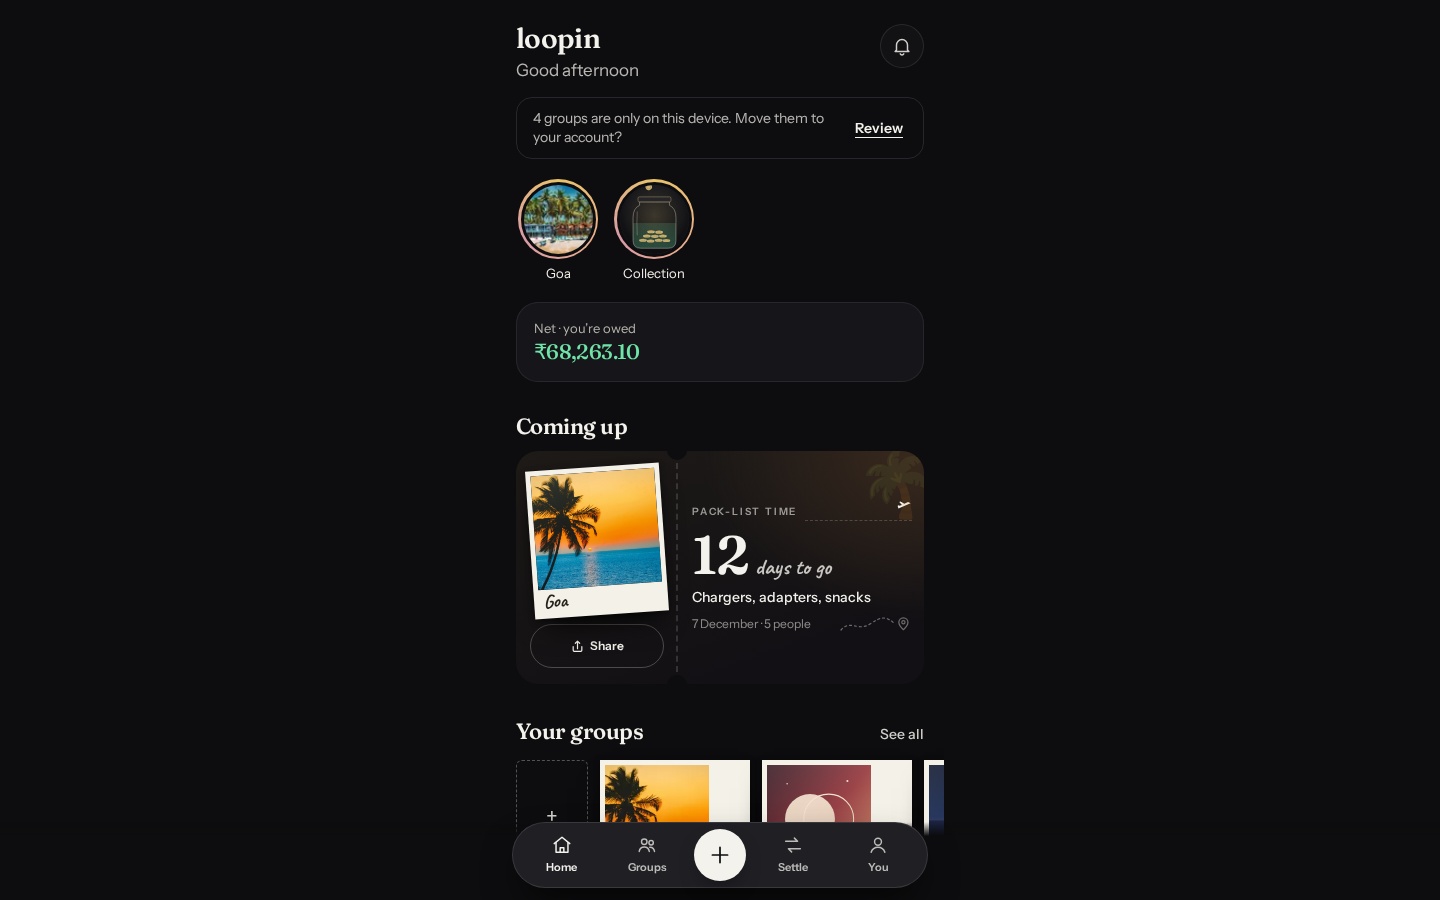 loopin
Good afternoon
4 groups are only on this device. Move them to
your account?
Review
Goa
Collection
Net · you're owed
₹68,263.10
Coming up
Goa
Share
PACK-LIST TIME
12 days to go
Chargers, adapters, snacks
7 December · 5 people
Your groups
See all
+
Home
Groups
Settle
You